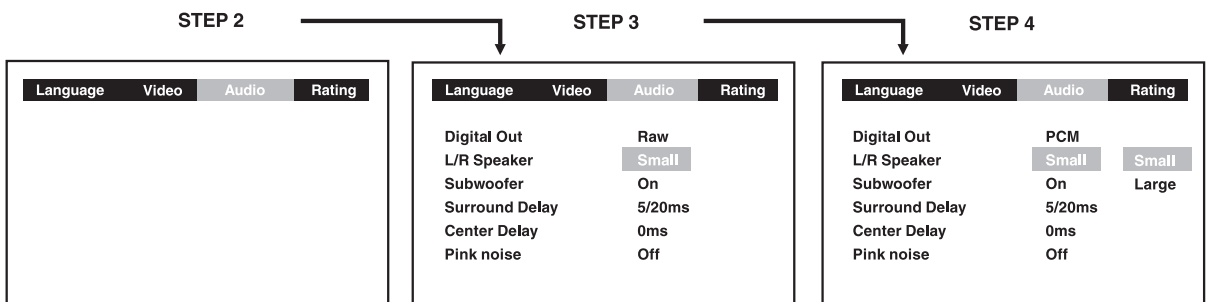 STEP 2
STEP 3
STEP 4
Language Video Audio Rating
Language Video Audio Rating
Digital Out Raw
L/R Speaker Small
Subwoofer On
Surround Delay 5/20ms
Center Delay 0ms
Pink noise Off
Language Video Audio Rating
Digital Out PCM
L/R Speaker Small Small
Subwoofer On Large
Surround Delay 5/20ms
Center Delay 0ms
Pink noise Off